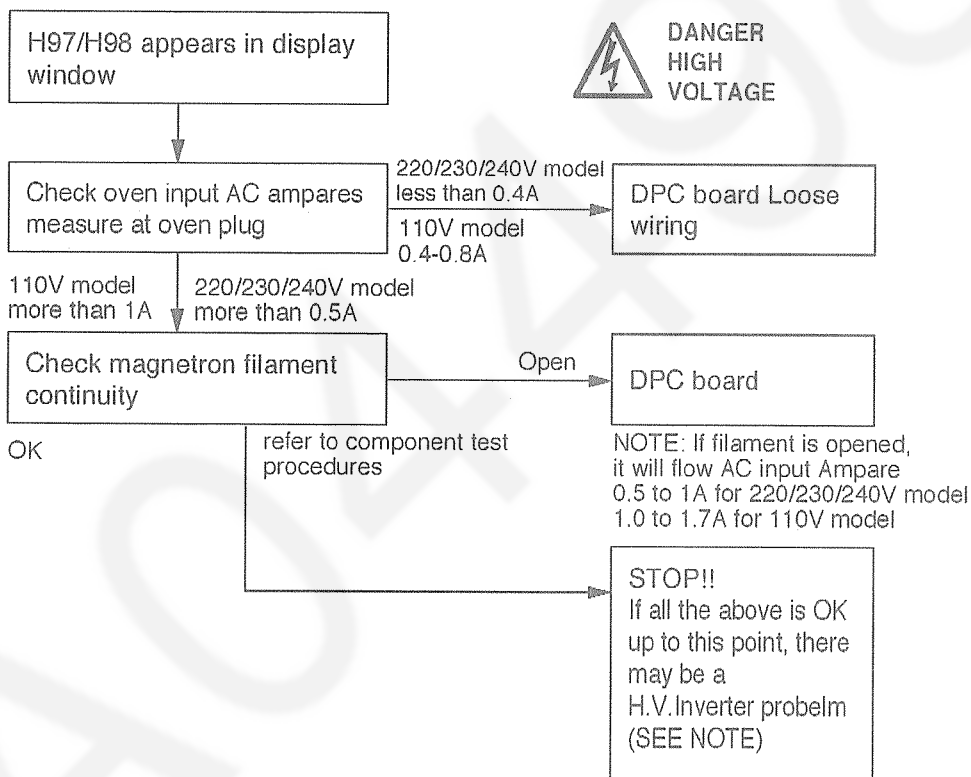 H97/H98 appears in display
window
DANGER
HIGH
VOLTAGE
Check oven input AC ampares
measure at oven plug
220/230/240V model
less than 0.4A
110V model
0.4-0.8A
DPC board Loose
wiring
110V model
more than 1A
220/230/240V model
more than 0.5A
Check magnetron filament
continuity
Open
DPC board
OK
refer to component test
procedures
NOTE: If filament is opened,
it will flow AC input Ampare
0.5 to 1A for 220/230/240V model
1.0 to 1.7A for 110V model
STOP!!
If all the above is OK
up to this point, there
may be a
H.V.Inverter probelm
(SEE NOTE)